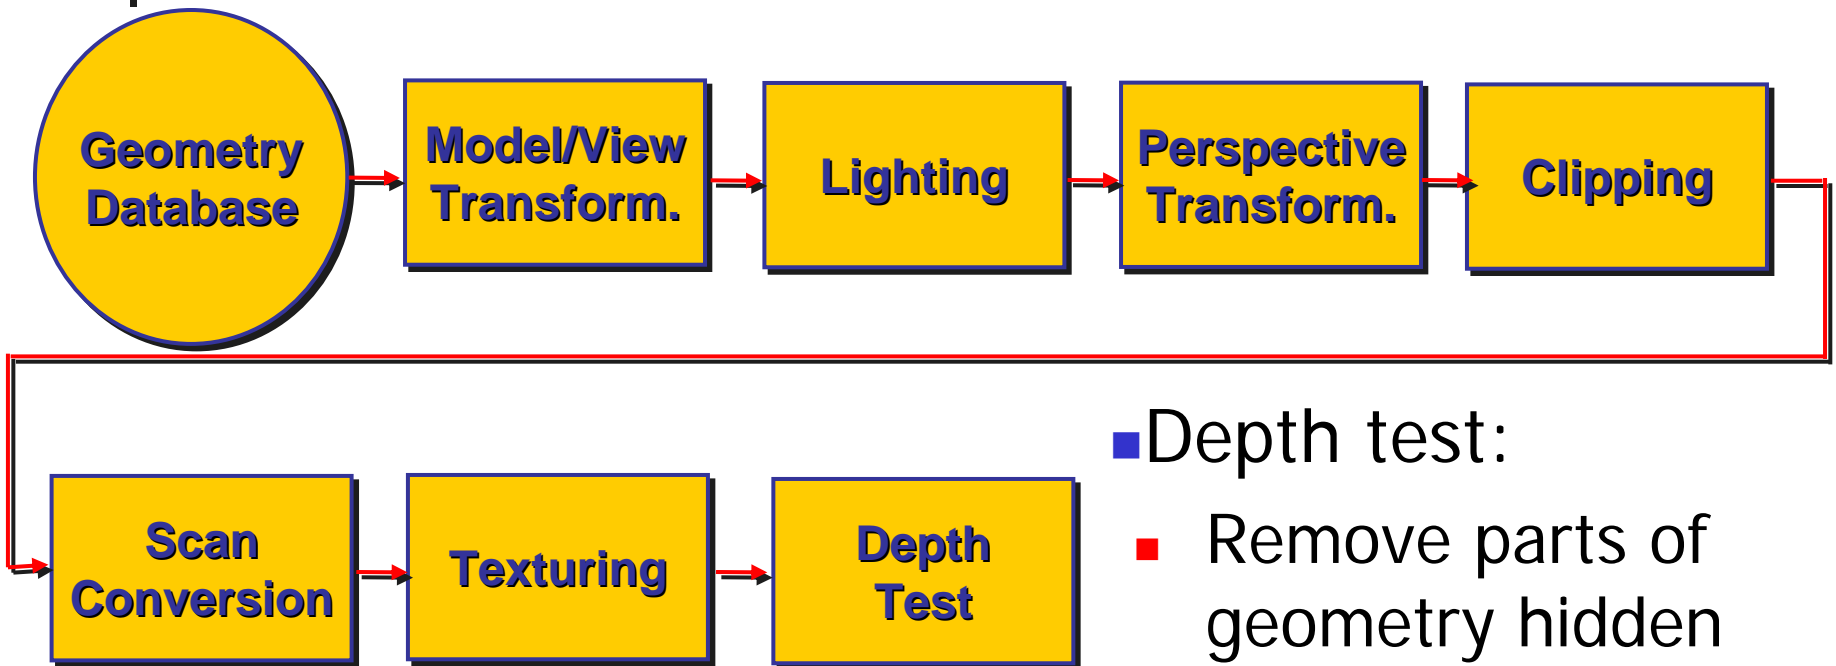 Geometry
Database
Model/View
Transform.
Lighting
Perspective
Transform.
Clipping
Scan
Conversion
Texturing
Depth
Test
Depth test:
Remove parts of
geometry hidden